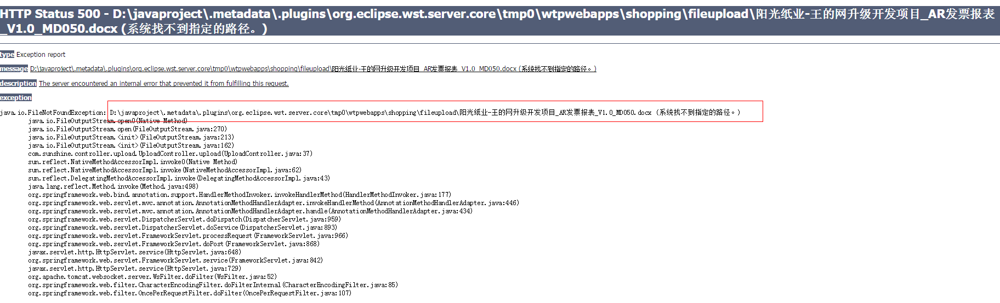 HTTP Status 500 - D:\javaproject\.metadata\.plugins\org.eclipse.wst.server.core\tmp0\wtpwebapps\shopping\fileupload\阳光纸业-王的网升级开发项目_AR发票报表
_V1.0_MD050.docx (系统找不到指定的路径。)
type Exception report
message D:\javaproject\.metadata\.plugins\org.eclipse.wst.server.core\tmp0\wtpwebapps\shopping\fileupload\阳光纸业-王的网升级开发项目_AR发票报表_V1.0_MD050.docx (系统找不到指定的路径。)
description The server encountered an internal error that prevented it from fulfilling this request.
exception
java.io.FileNotFoundException: D:\javaproject\.metadata\.plugins\org.eclipse.wst.server.core\tmp0\wtpwebapps\shopping\fileupload\阳光纸业-王的网升级开发项目_AR发票报表_V1.0_MD050.docx (系统找不到指定的路径。)
java.io.FileOutputStream.open0(Native Method)
java.io.FileOutputStream.open(FileOutputStream.java:270)
java.io.FileOutputStream.<init>(FileOutputStream.java:213)
java.io.FileOutputStream.<init>(FileOutputStream.java:162)
com.sunshine.controller.upload.UploadController.upload(UploadController.java:37)
sun.reflect.NativeMethodAccessorImpl.invoke0(Native Method)
sun.reflect.NativeMethodAccessorImpl.invoke(NativeMethodAccessorImpl.java:62)
sun.reflect.DelegatingMethodAccessorImpl.invoke(DelegatingMethodAccessorImpl.java:43)
java.lang.reflect.Method.invoke(Method.java:498)
org.springframework.web.bind.annotation.support.HandlerMethodInvoker.invokeHandlerMethod(HandlerMethodInvoker.java:177)
org.springframework.web.servlet.mvc.annotation.AnnotationMethodHandlerAdapter.invokeHandlerMethod(AnnotationMethodHandlerAdapter.java:446)
org.springframework.web.servlet.mvc.annotation.AnnotationMethodHandlerAdapter.handle(AnnotationMethodHandlerAdapter.java:434)
org.springframework.web.servlet.DispatcherServlet.doDispatch(DispatcherServlet.java:959)
org.springframework.web.servlet.DispatcherServlet.doService(DispatcherServlet.java:893)
org.springframework.web.servlet.FrameworkServlet.processRequest(FrameworkServlet.java:966)
org.springframework.web.servlet.FrameworkServlet.doPost(FrameworkServlet.java:868)
javax.servlet.http.HttpServlet.service(HttpServlet.java:648)
org.springframework.web.servlet.FrameworkServlet.service(FrameworkServlet.java:842)
javax.servlet.http.HttpServlet.service(HttpServlet.java:729)
org.apache.tomcat.websocket.server.WsFilter.doFilter(WsFilter.java:52)
org.springframework.web.filter.CharacterEncodingFilter.doFilterInternal(CharacterEncodingFilter.java:85)
org.springframework.web.filter.OncePerRequestFilter.doFilter(OncePerRequestFilter.java:107)